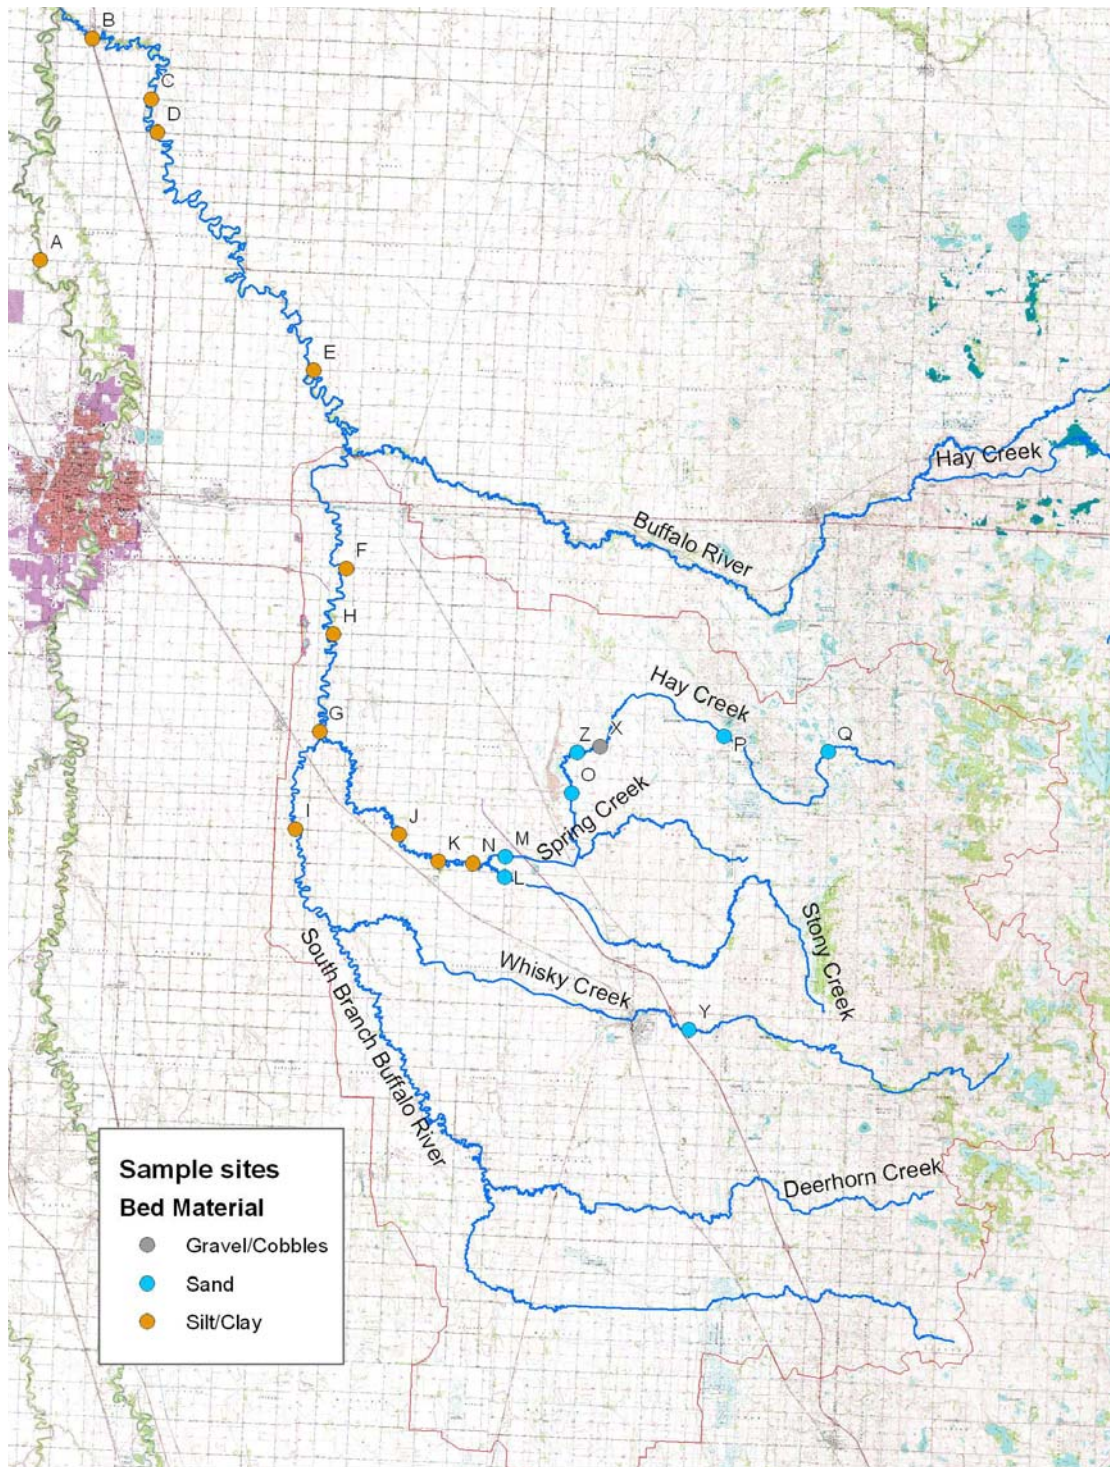 B
C
D
A
E
Hay Creek
Buffalo River
F
H
Hay Creek
G
Z
X
P
Q
O
Spring Creek
I
J
K
N
M
L
Stony Creek
South Branch Buffalo River
Whisky Creek
Y
Deerhorn Creek
Sample sites
Bed Material
Gravel/Cobbles
Sand
Silt/Clay